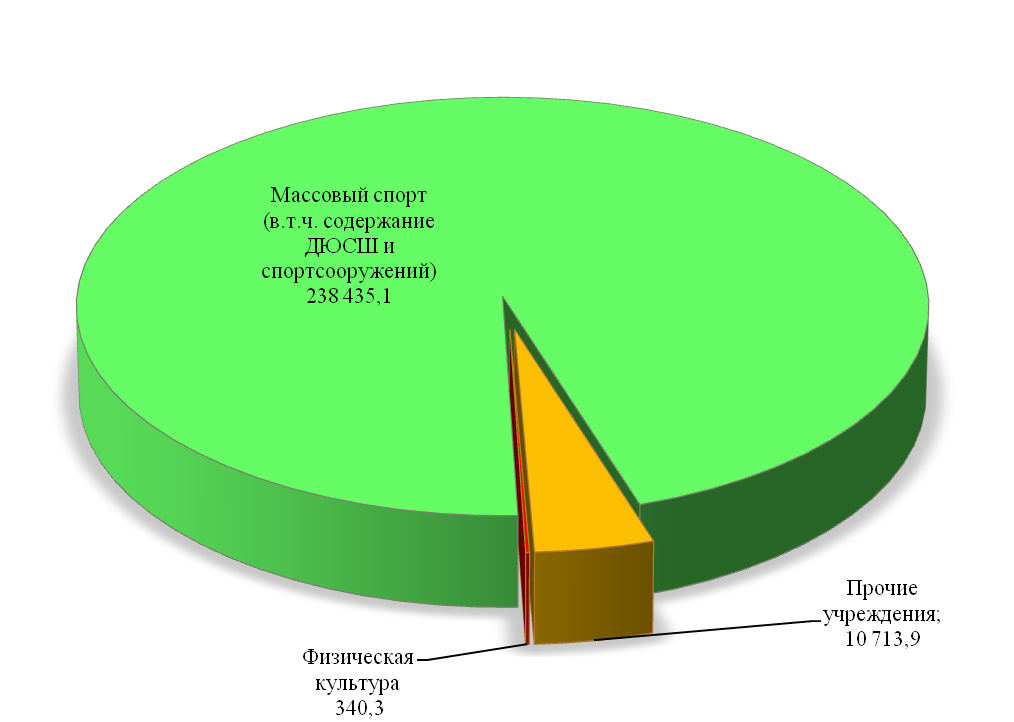 Массовый спорт
(в.т.ч. содержание
ДЮСШ и
спортсооружений)
238 435,1
Прочие
учреждения;
10 713,9
Физическая
культура
340,3